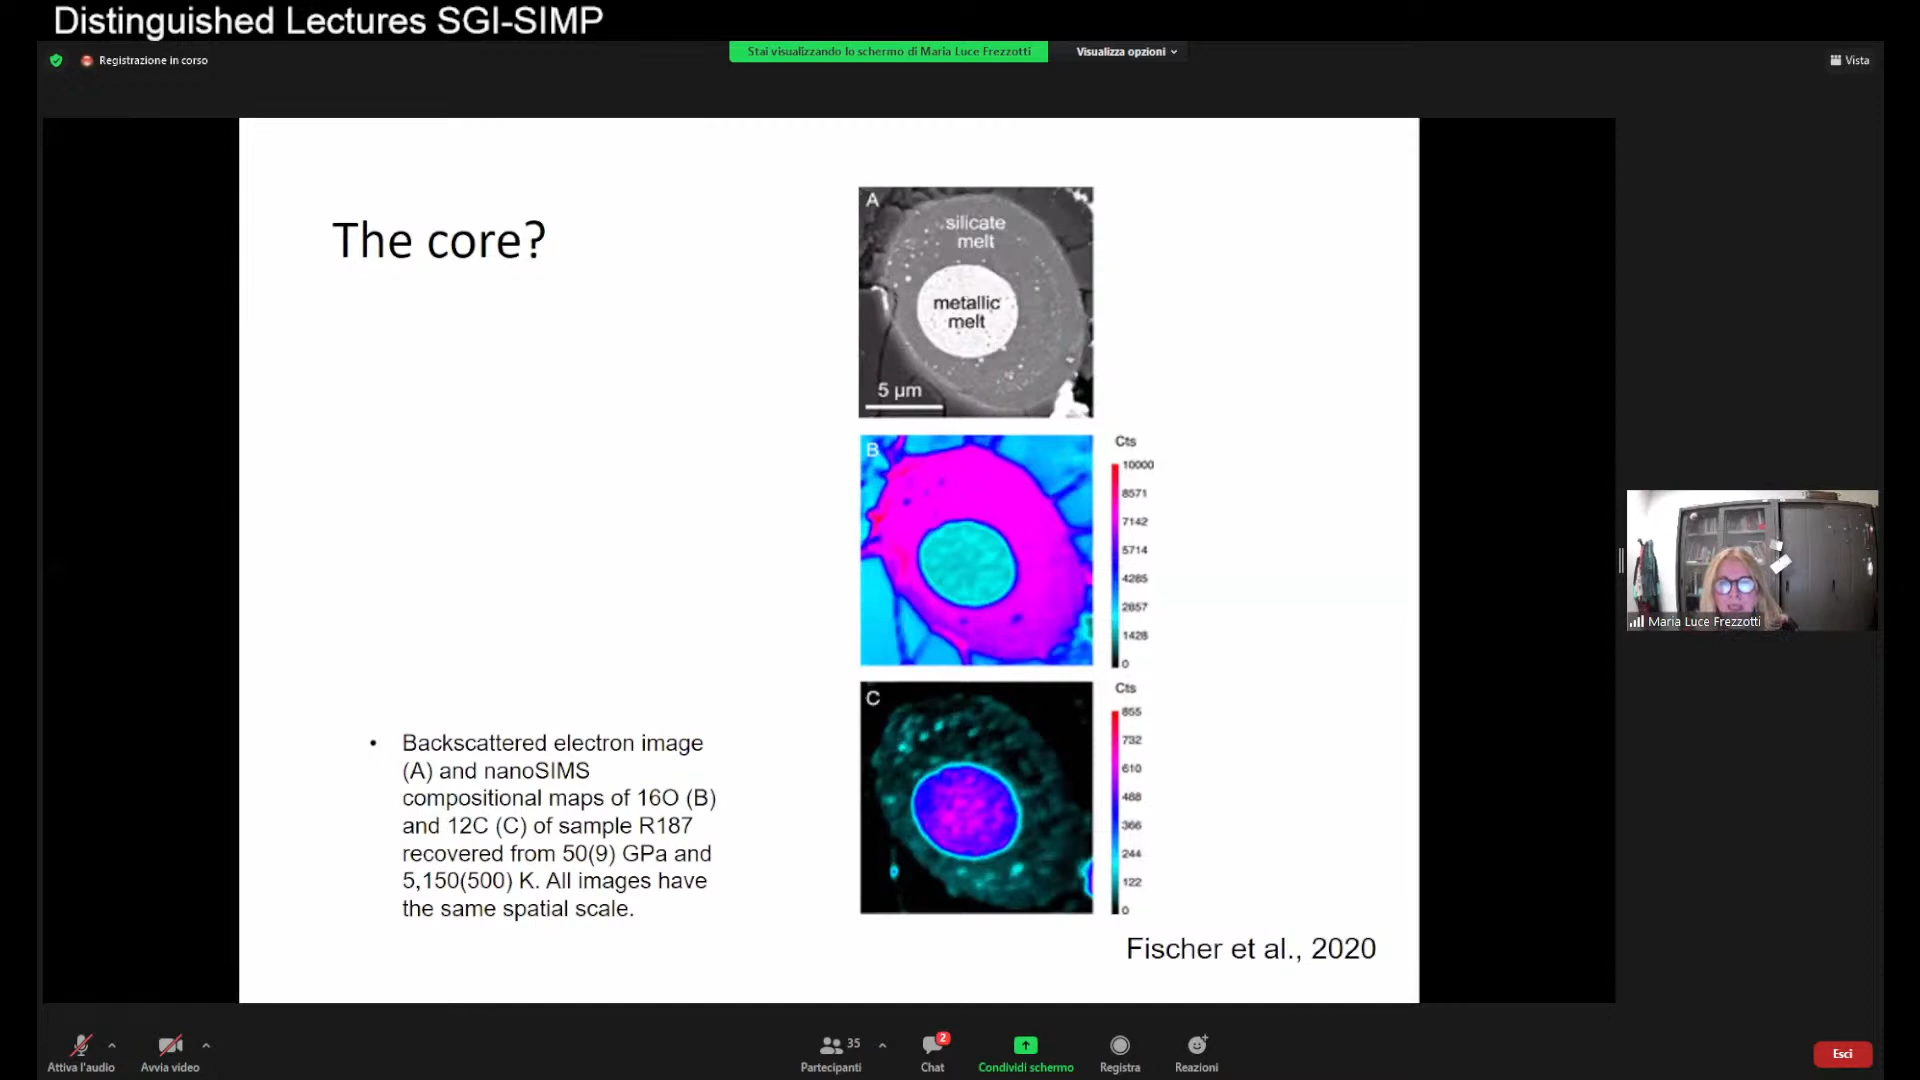 Distinguished Lectures SGI-SIMP
Stai visualizzando lo schermo di Maria Luce Frezzotti
Visualizza opzioni
Registrazione in corso
Vista
The core?
A
silicate
melt
metallic
melt
5 µm
B
Cts
10000
8571
7142
5714
4285
2857
1428
0
C
Cts
855
732
610
488
366
244
122
0
• Backscattered electron image
(A) and nanoSIMS
compositional maps of 16O (B)
and 12C (C) of sample R187
recovered from 50(9) GPa and
5,150(500) K. All images have
the same spatial scale.
Fischer et al., 2020
Maria Luce Frezzotti
Attiva l'audio
Avvia video
35
Partecipanti
2
Chat
Condividi schermo
Registra
Reazioni
Esci